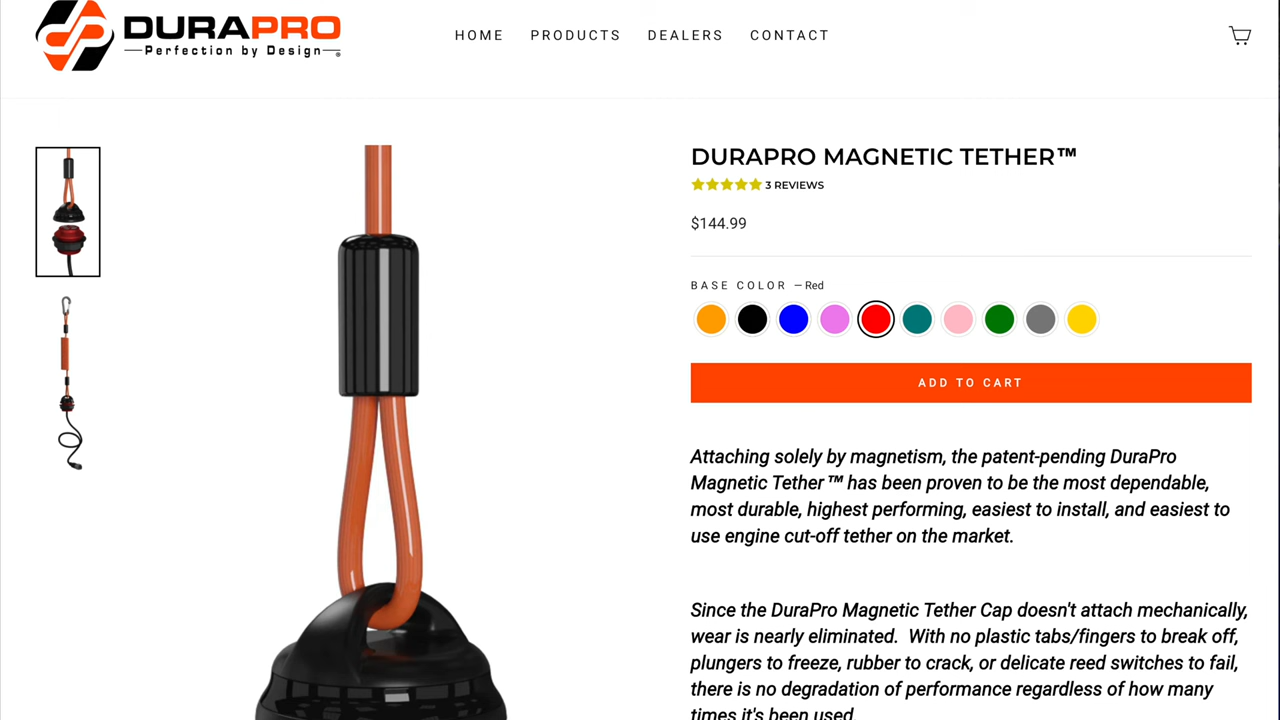 DURAPRO
Perfection by Design®
HOME PRODUCTS DEALERS CONTACT
DURAPRO MAGNETIC TETHER™
3 REVIEWS
$144.99
BASE COLOR —Red
ADD TO CART
Attaching solely by magnetism, the patent-pending DuraPro
Magnetic Tether ™ has been proven to be the most dependable,
most durable, highest performing, easiest to install, and easiest to
use engine cut-off tether on the market.
Since the DuraPro Magnetic Tether Cap doesn't attach mechanically,
wear is nearly eliminated.  With no plastic tabs/fingers to break off,
plungers to freeze, rubber to crack, or delicate reed switches to fail,
there is no degradation of performance regardless of how many
times it's been used.